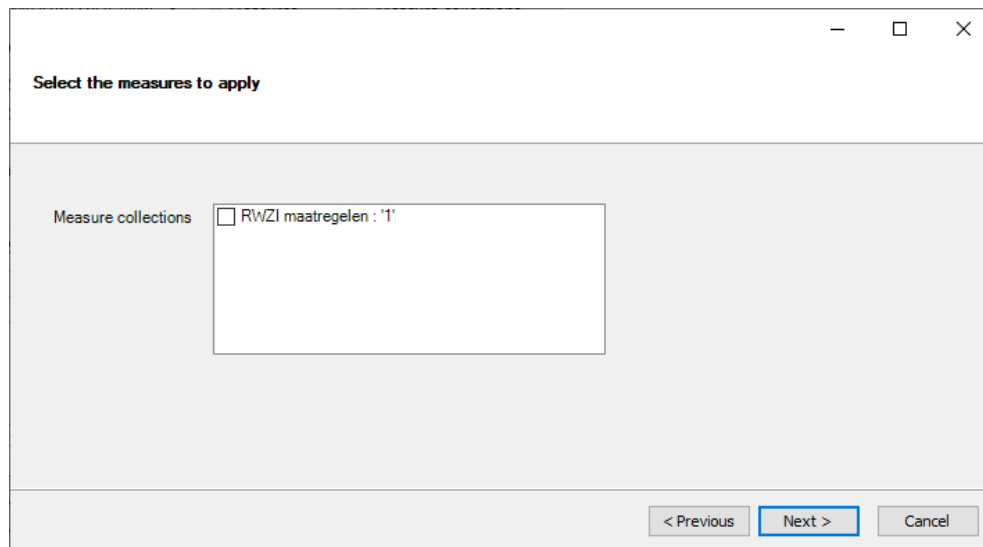 Select the measures to apply
Measure collections
RWZI maatregelen : '1'
< Previous
Next >
Cancel